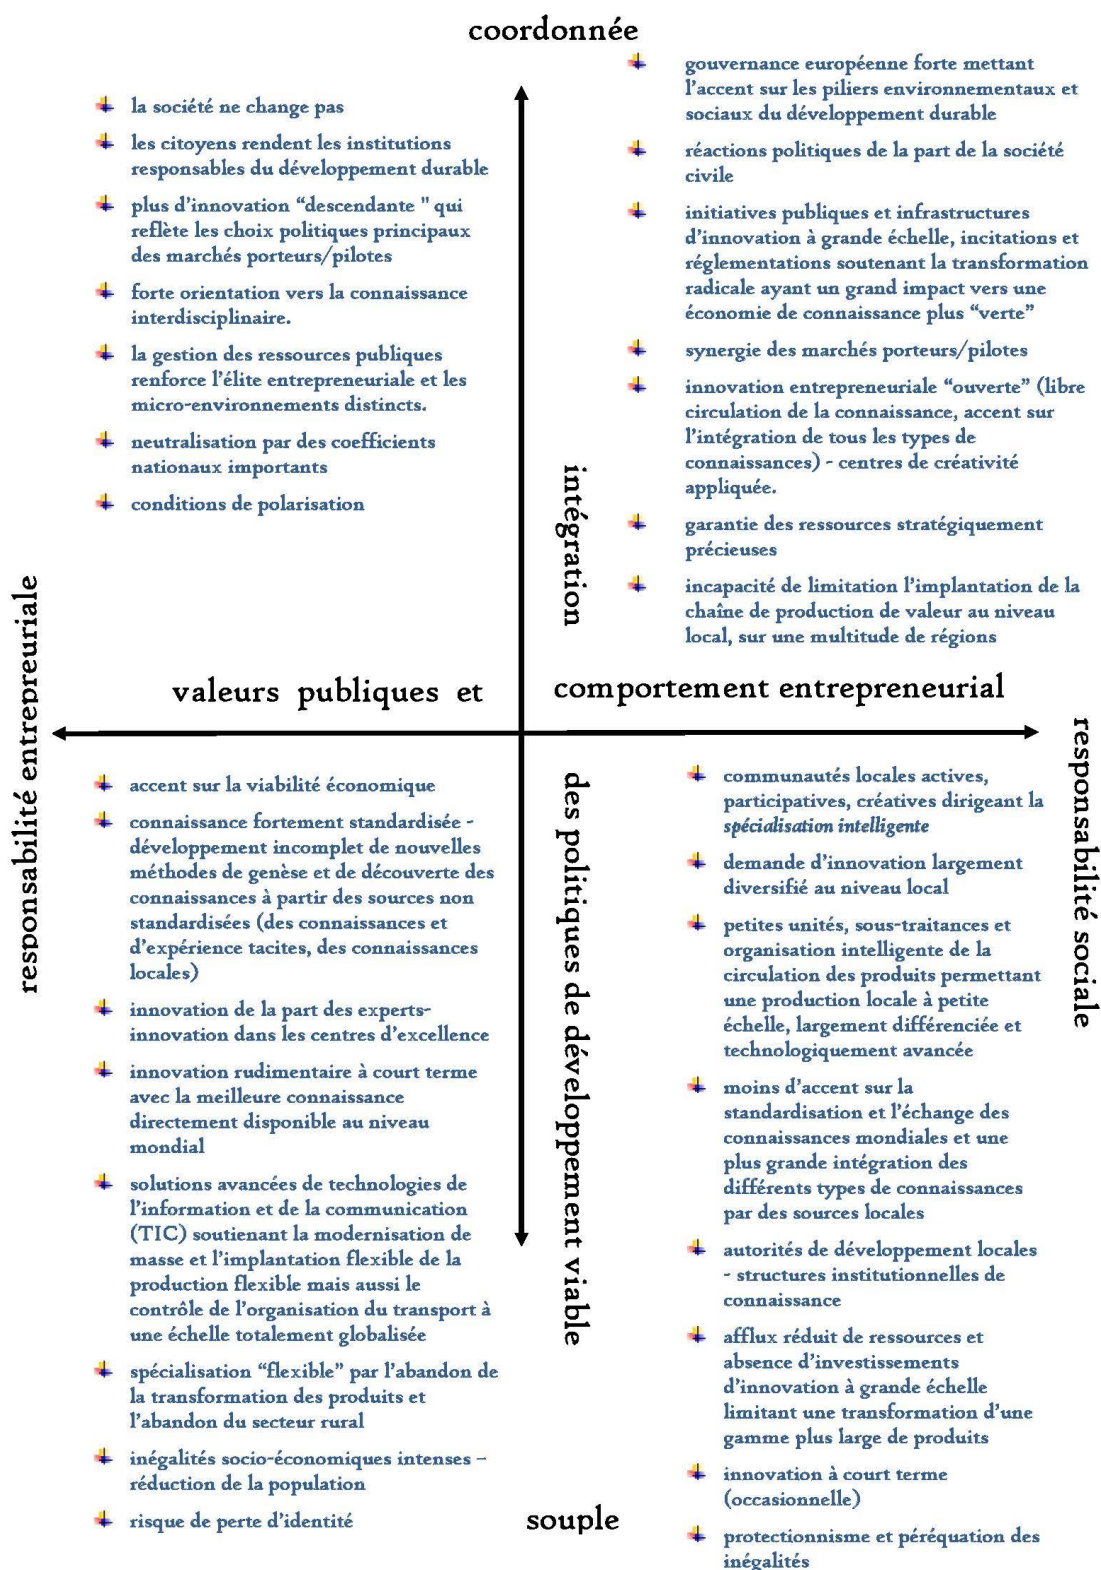 coordonnée
la société ne change pas
les citoyens rendent les institutions
responsables du développement durable
plus d'innovation “descendante " qui
reflète les choix politiques principaux
des marchés porteurs/pilotes
forte orientation vers la connaissance
interdisciplinaire.
la gestion des ressources publiques
renforce l'élite entrepreneuriale et les
micro-environnements distincts.
neutralisation par des coefficients
nationaux importants
conditions de polarisation
gouvernance européenne forte mettant
l'accent sur les piliers environnementaux et
sociaux du développement durable
réactions politiques de la part de la société
civile
initiatives publiques et infrastructures
d'innovation à grande échelle, incitations et
réglementations soutenant la transformation
radicale ayant un grand impact vers une
économie de connaissance plus “verte”
synergie des marchés porteurs/pilotes
innovation entrepreneuriale “ouverte” (libre
circulation de la connaissance, accent sur
l'intégration de tous les types de
connaissances) - centres de créativité
appliquée.
garantie des ressources stratégiquement
précieuses
incapacité de limitation l'implantation de la
chaîne de production de valeur au niveau
local, sur une multitude de régions
intégration
responsabilité entrepreuriale
valeurs publiques et
comportement entrepreneurial
responsabilité sociale
accent sur la viabilité économique
connaissance fortement standardisée -
développement incomplet de nouvelles
méthodes de genèse et de découverte des
connaissances à partir des sources non
standardisées (des connaissances et
d'expérience tacites, des connaissances
locales)
innovation de la part des experts-
innovation dans les centres d'excellence
innovation rudimentaire à court terme
avec la meilleure connaissance
directement disponible au niveau
mondial
solutions avancées de technologies de
l'information et de la communication
(TIC) soutenant la modernisation de
masse et l'implantation flexible de la
production flexible mais aussi le
contrôle de l'organisation du transport à
une échelle totalement globalisée
spécialisation “flexible” par l'abandon de
la transformation des produits et
l'abandon du secteur rural
inégalités socio-économiques intenses –
réduction de la population
risque de perte d'identité
des politiques de développement viable
communautés locales actives,
participatives, créatives dirigeant la
spécialisation intelligente
demande d'innovation largement
diversifié au niveau local
petites unités, sous-traitances et
organisation intelligente de la
circulation des produits permettant
une production locale à petite
échelle, largement différenciée et
technologiquement avancée
moins d'accent sur la
standardisation et l'échange des
connaissances mondiales et une
plus grande intégration des
différents types de connaissances
par des sources locales
autorités de développement locales
- structures institutionnelles de
connaissance
afflux réduit de ressources et
absence d'investissements
d'innovation à grande échelle
limitant une transformation d'une
gamme plus large de produits
innovation à court terme
(occasionnelle)
protectionnisme et péréquation des
inégalités
souple